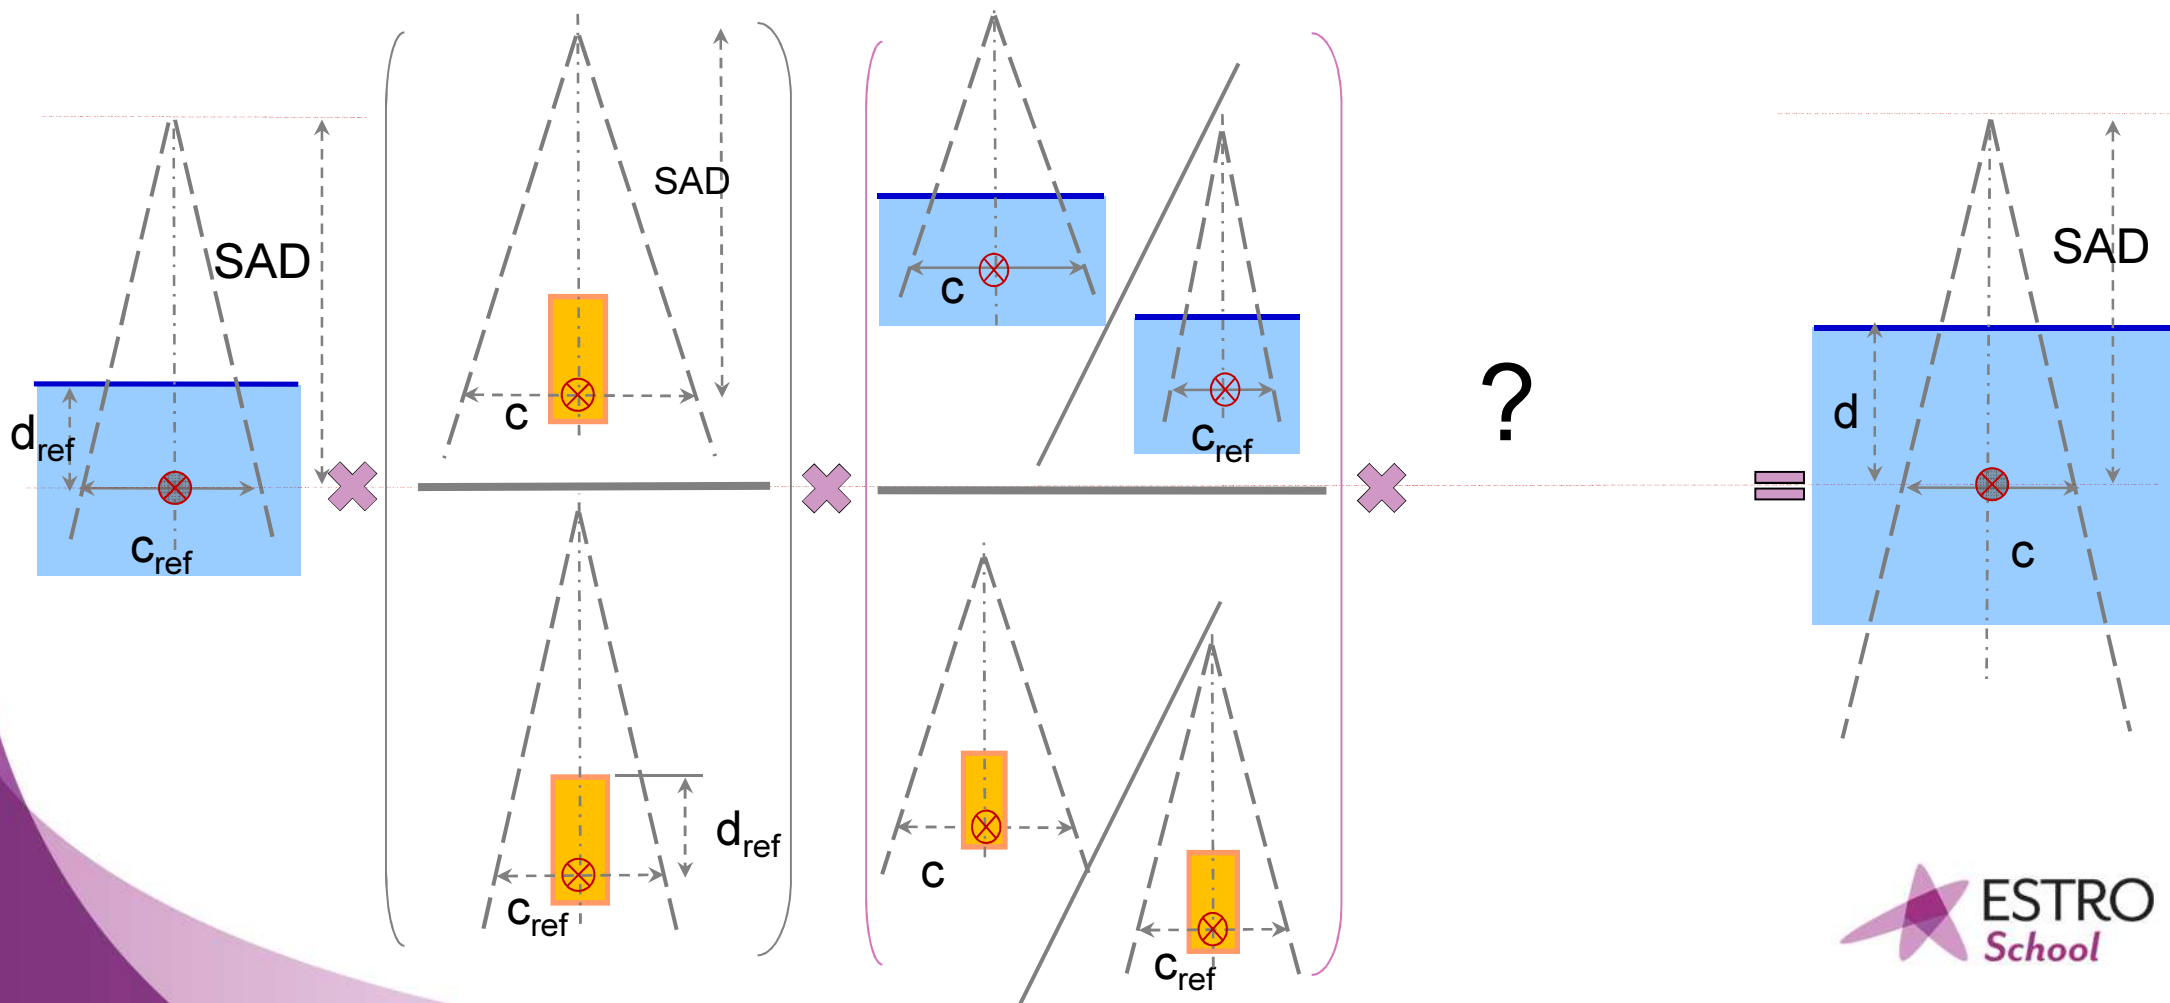 SAD
d_ref
c_ref
SAD
c
d_ref
c_ref
c
c_ref
c
c_ref
?
SAD
d
c
ESTRO
School